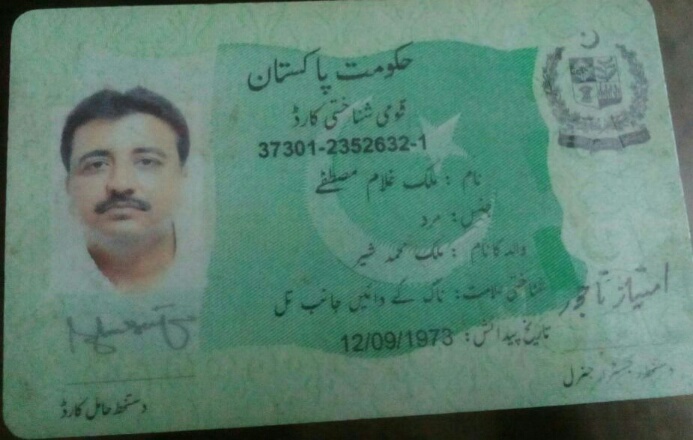 حکومت پاکستان
قومی شناختی کارڈ
37301-2352632-1
نام : ملک غلام مصطفےٰ
جنس: مرد
والد کا نام : ملک محمد شیر
شناختی علامت: ناک کے دائیں جانب تل
تاریخ پیدائش: 12/09/1973
امتیاز تاجور
دستخط رجسٹرار جنرل
دستخط حامل کارڈ